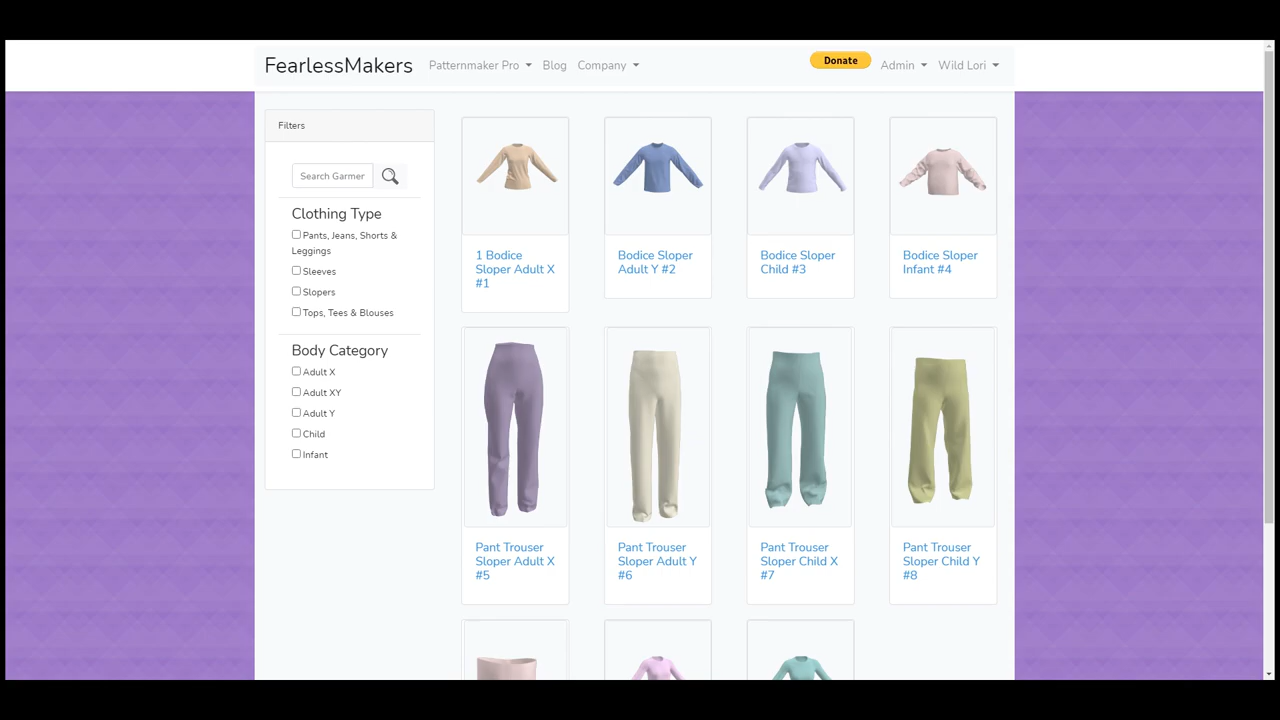 FearlessMakers
Patternmaker Pro
Blog
Company
Donate
Admin
Wild Lori
Filters
Search Garmer
Clothing Type
Pants, Jeans, Shorts &
Leggings
Sleeves
Slopers
Tops, Tees & Blouses
Body Category
Adult X
Adult XY
Adult Y
Child
Infant
1 Bodice
Sloper Adult X
#1
Bodice Sloper
Adult Y #2
Bodice Sloper
Child #3
Bodice Sloper
Infant #4
Pant Trouser
Sloper Adult X
#5
Pant Trouser
Sloper Adult Y
#6
Pant Trouser
Sloper Child X
#7
Pant Trouser
Sloper Child Y
#8